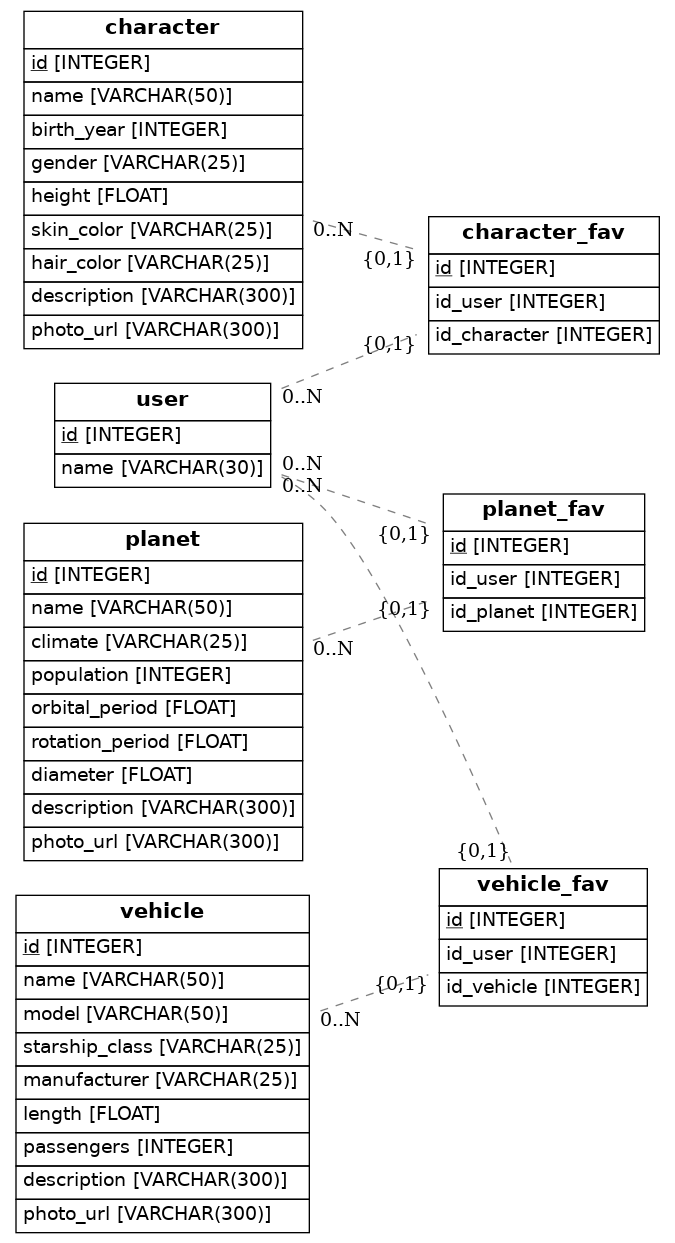 character
id [INTEGER]
name [VARCHAR(50)]
birth_year [INTEGER]
gender [VARCHAR(25)]
height [FLOAT]
skin_color [VARCHAR(25)]
hair_color [VARCHAR(25)]
description [VARCHAR(300)]
photo_url [VARCHAR(300)]
0..N
{0,1}
character_fav
id [INTEGER]
id_user [INTEGER]
id_character [INTEGER]
{0,1}
0..N
user
id [INTEGER]
name [VARCHAR(30)]
0..N
0..N
{0,1}
planet_fav
id [INTEGER]
id_user [INTEGER]
id_planet [INTEGER]
{0,1}
0..N
planet
id [INTEGER]
name [VARCHAR(50)]
climate [VARCHAR(25)]
population [INTEGER]
orbital_period [FLOAT]
rotation_period [FLOAT]
diameter [FLOAT]
description [VARCHAR(300)]
photo_url [VARCHAR(300)]
{0,1}
vehicle_fav
id [INTEGER]
id_user [INTEGER]
id_vehicle [INTEGER]
{0,1}
0..N
vehicle
id [INTEGER]
name [VARCHAR(50)]
model [VARCHAR(50)]
starship_class [VARCHAR(25)]
manufacturer [VARCHAR(25)]
length [FLOAT]
passengers [INTEGER]
description [VARCHAR(300)]
photo_url [VARCHAR(300)]